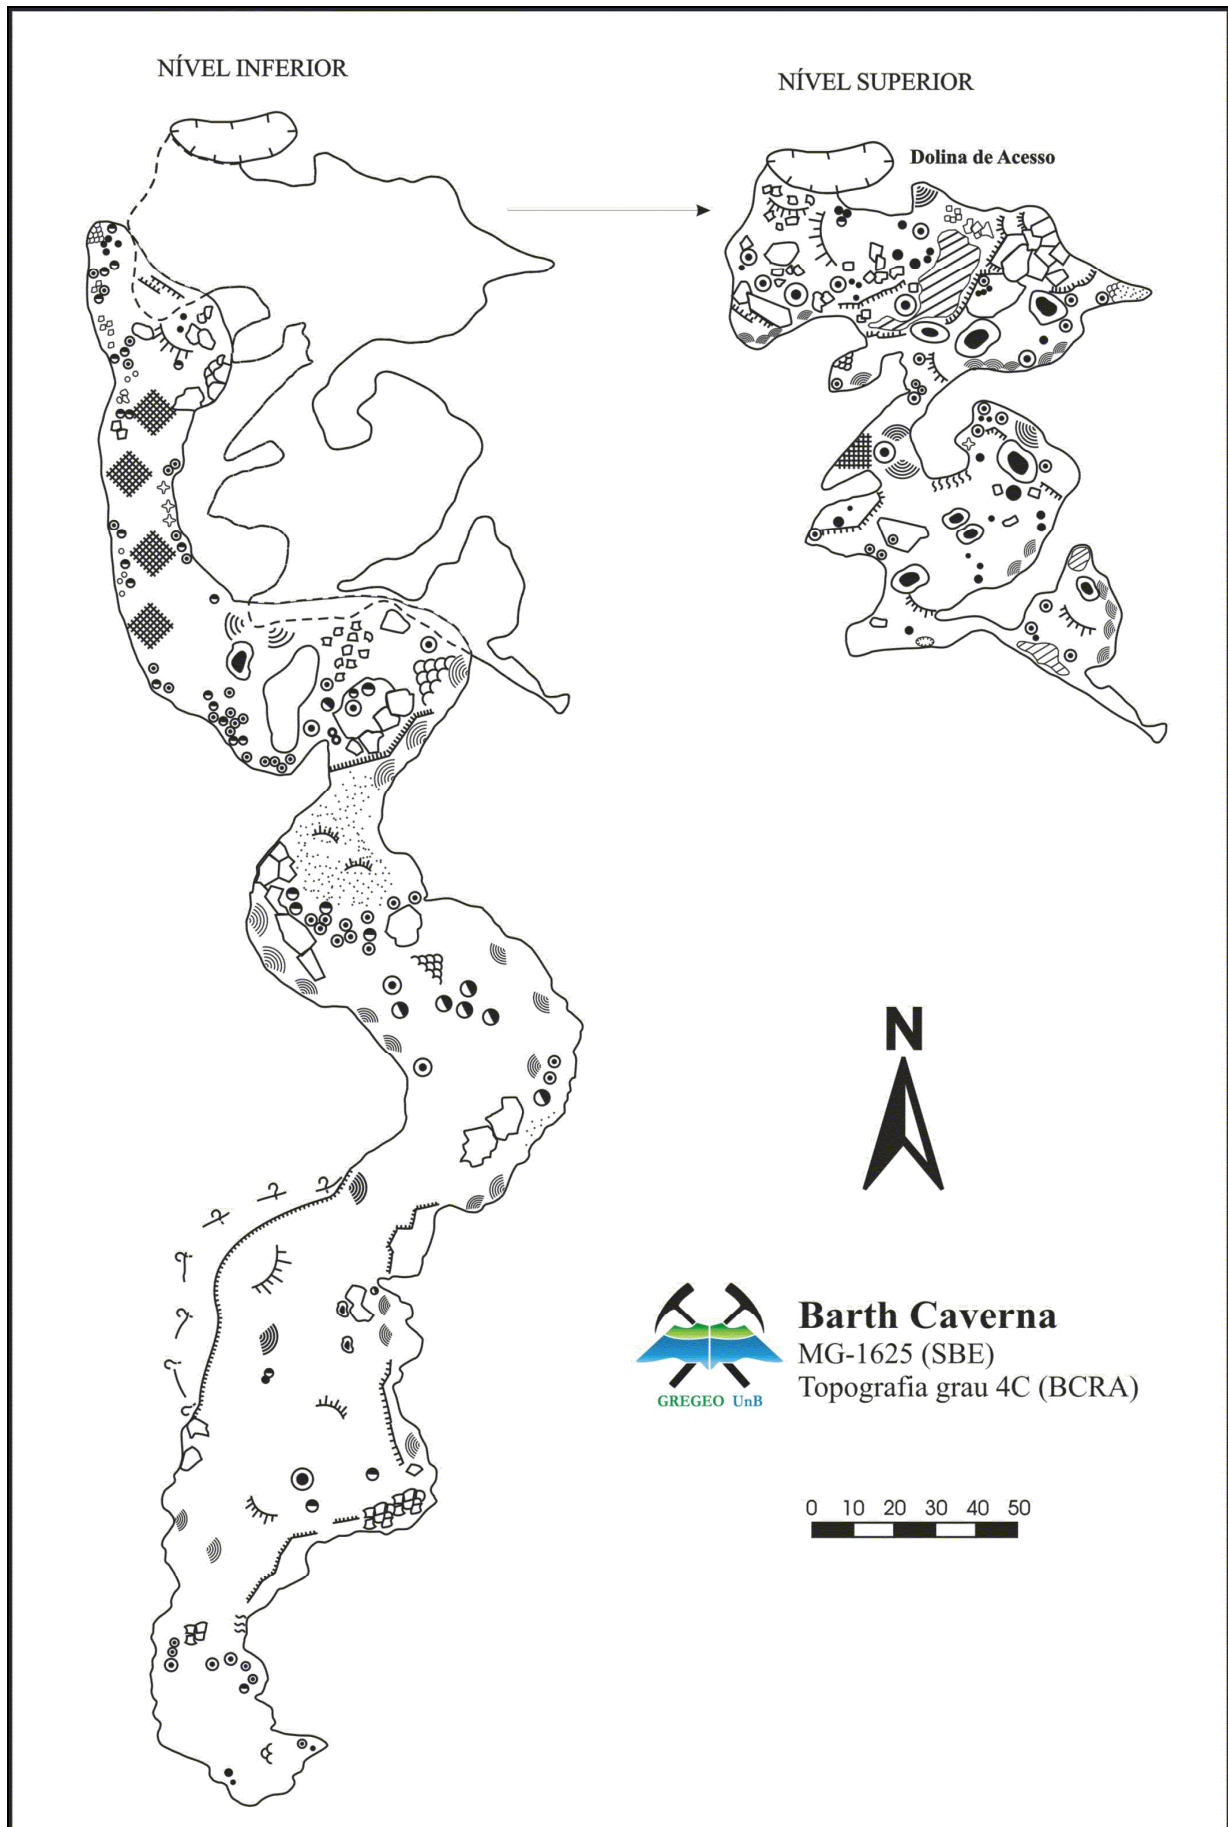 NÍVEL INFERIOR
NÍVEL SUPERIOR
Dolina de Acesso
N
Barth Caverna
MG-1625 (SBE)
Topografia grau 4C (BCRA)
GREGEO UnB
0 10 20 30 40 50